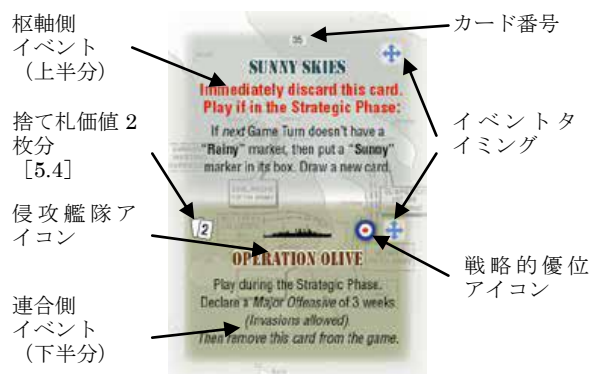 枢軸側
イベント
（上半分）
捨て札価値 2
枚分
［5.4］
侵攻艦隊ア
イコン
連合側
イベント
（下半分）
35
SUNNY SKIES
Immediately discard this card.
Play if in the Strategic Phase:
If next Game Turn doesn't have a
"Rainy" marker, then put a "Sunny"
marker in its box. Draw a new card.
2
OPERATION OLIVE
Play during the Strategic Phase.
Declare a Major Offensive of 3 weeks
(Invasions allowed)
Then remove this card from the game.
カード番号
イベントタ
イミング
戦略的優位
アイコン